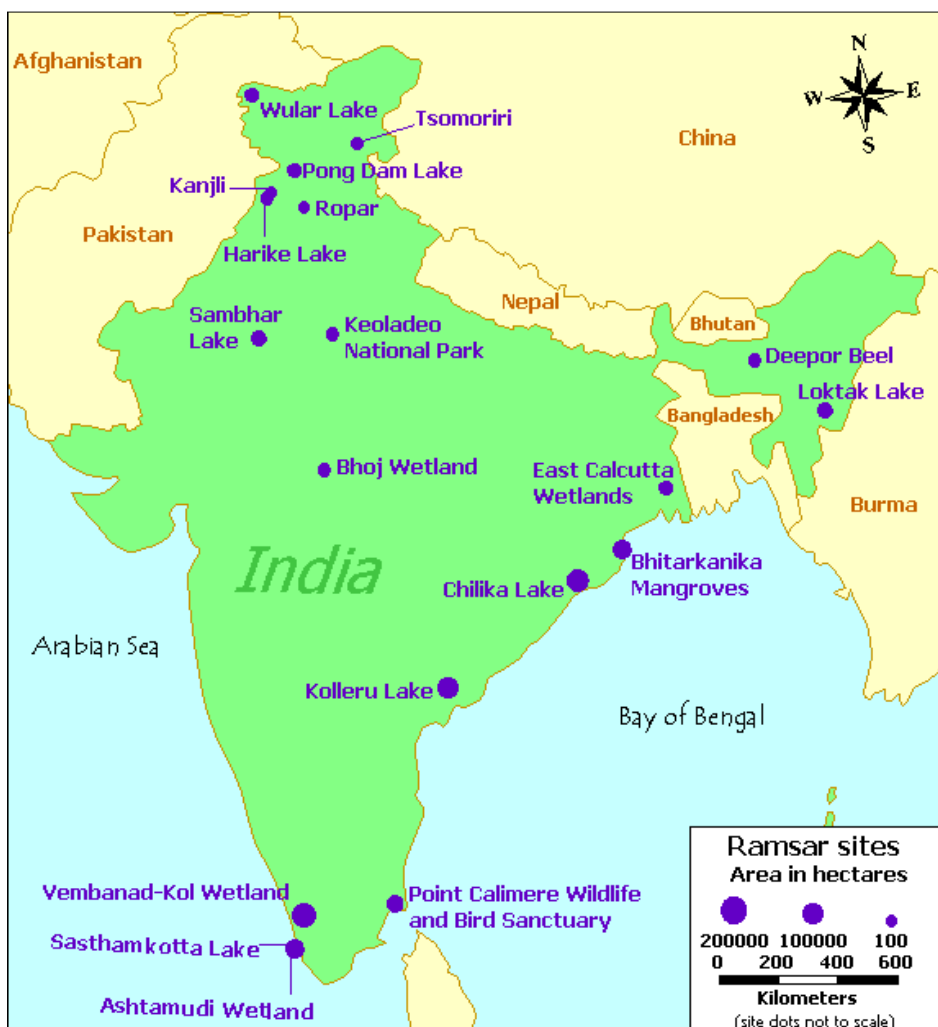 Afghanistan
N
W
E
S
Wular Lake
Tsomoriri
China
Pong Dam Lake
Kanjli
Ropar
Pakistan
Harike Lake
Nepal
Sambhar
Lake
Keoladeo
National Park
Bhutan
Deepor Beel
Loktak Lake
Bangladesh
Bhoj Wetland
East Calcutta
Wetlands
Burma
India
Bhitarkanika
Mangroves
Chilika Lake
Arabian Sea
Kolleru Lake
Bay of Bengal
Vembanad-Kol Wetland
Point Calimere Wildlife
and Bird Sanctuary
Sasthamkotta Lake
Ashtamudi Wetland
Ramsar sites
Area in hectares
200000 100000 100
0 200 400 600
Kilometers
(site dots not to scale)